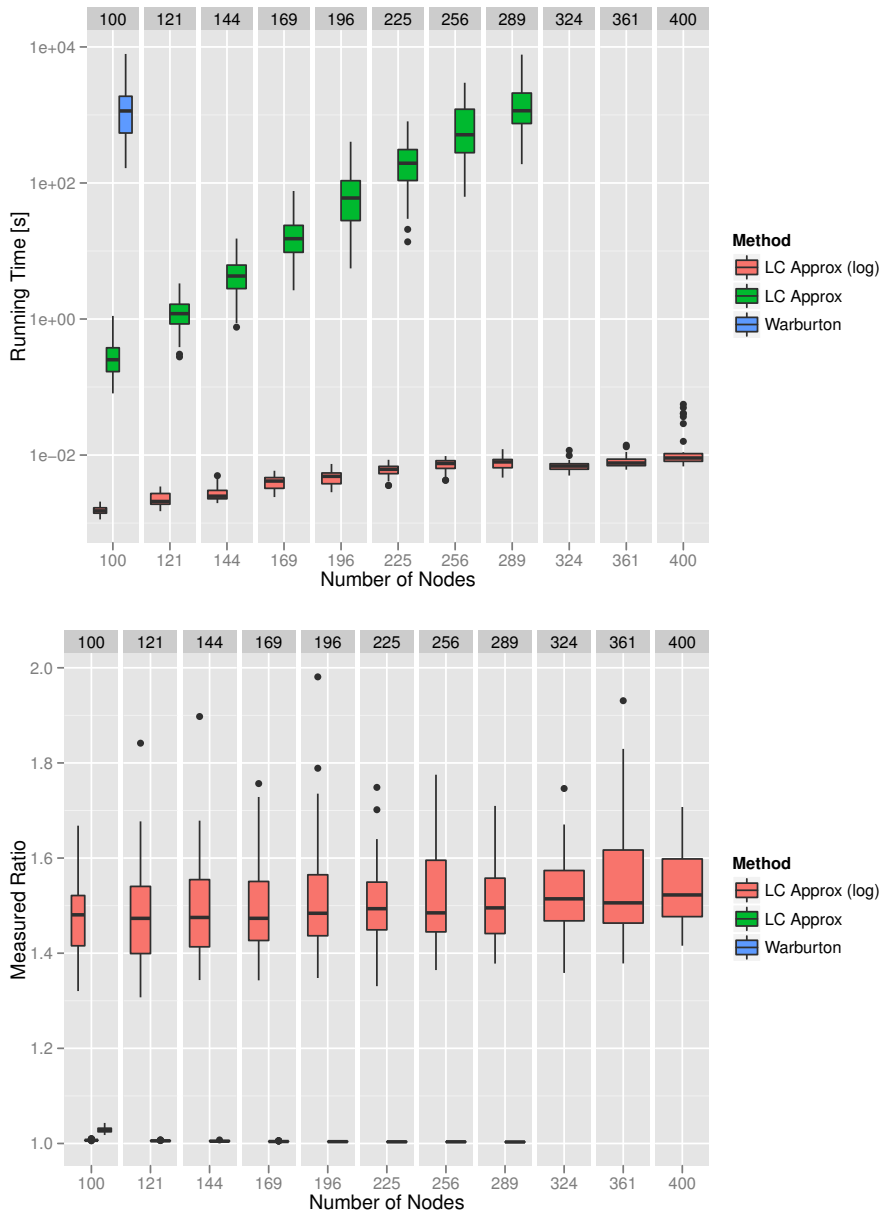 100 121 144 169 196 225 256 289 324 361 400
1e+04
1e+02
1e+00
1e−02
Running Time [s]
100 121 144 169 196 225 256 289 324 361 400
Number of Nodes
Method
LC Approx (log)
LC Approx
Warburton
100 121 144 169 196 225 256 289 324 361 400
2.0
1.8
1.6
1.4
1.2
1.0
Measured Ratio
100 121 144 169 196 225 256 289 324 361 400
Number of Nodes
Method
LC Approx (log)
LC Approx
Warburton